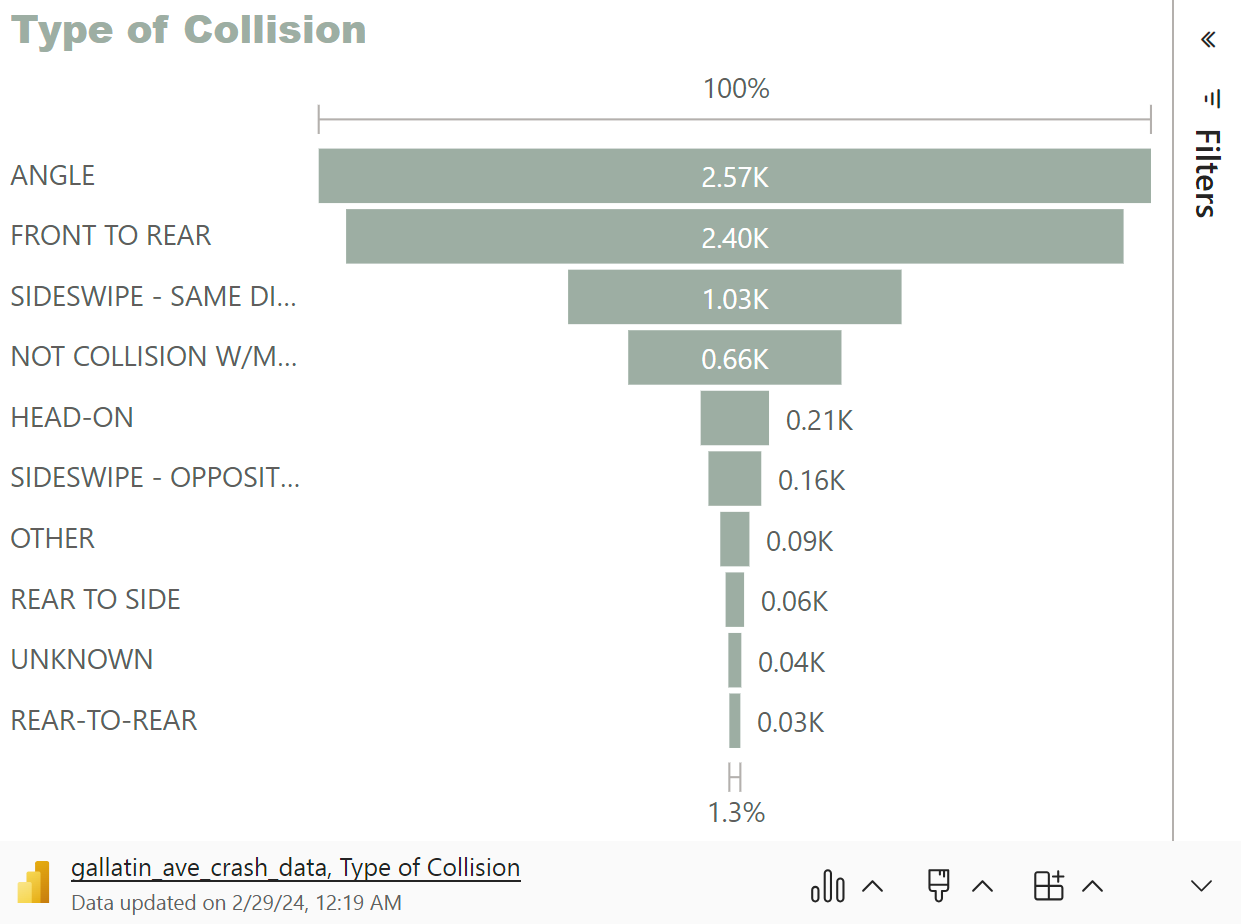 Type of Collision
100%
ANGLE 2.57K
FRONT TO REAR 2.40K
SIDESWIPE - SAME DI... 1.03K
NOT COLLISION W/M... 0.66K
HEAD-ON 0.21K
SIDESWIPE - OPPOSIT... 0.16K
OTHER 0.09K
REAR TO SIDE 0.06K
UNKNOWN 0.04K
REAR-TO-REAR 0.03K
1.3%
Filters
gallatin_ave_crash_data, Type of Collision
Data updated on 2/29/24, 12:19 AM